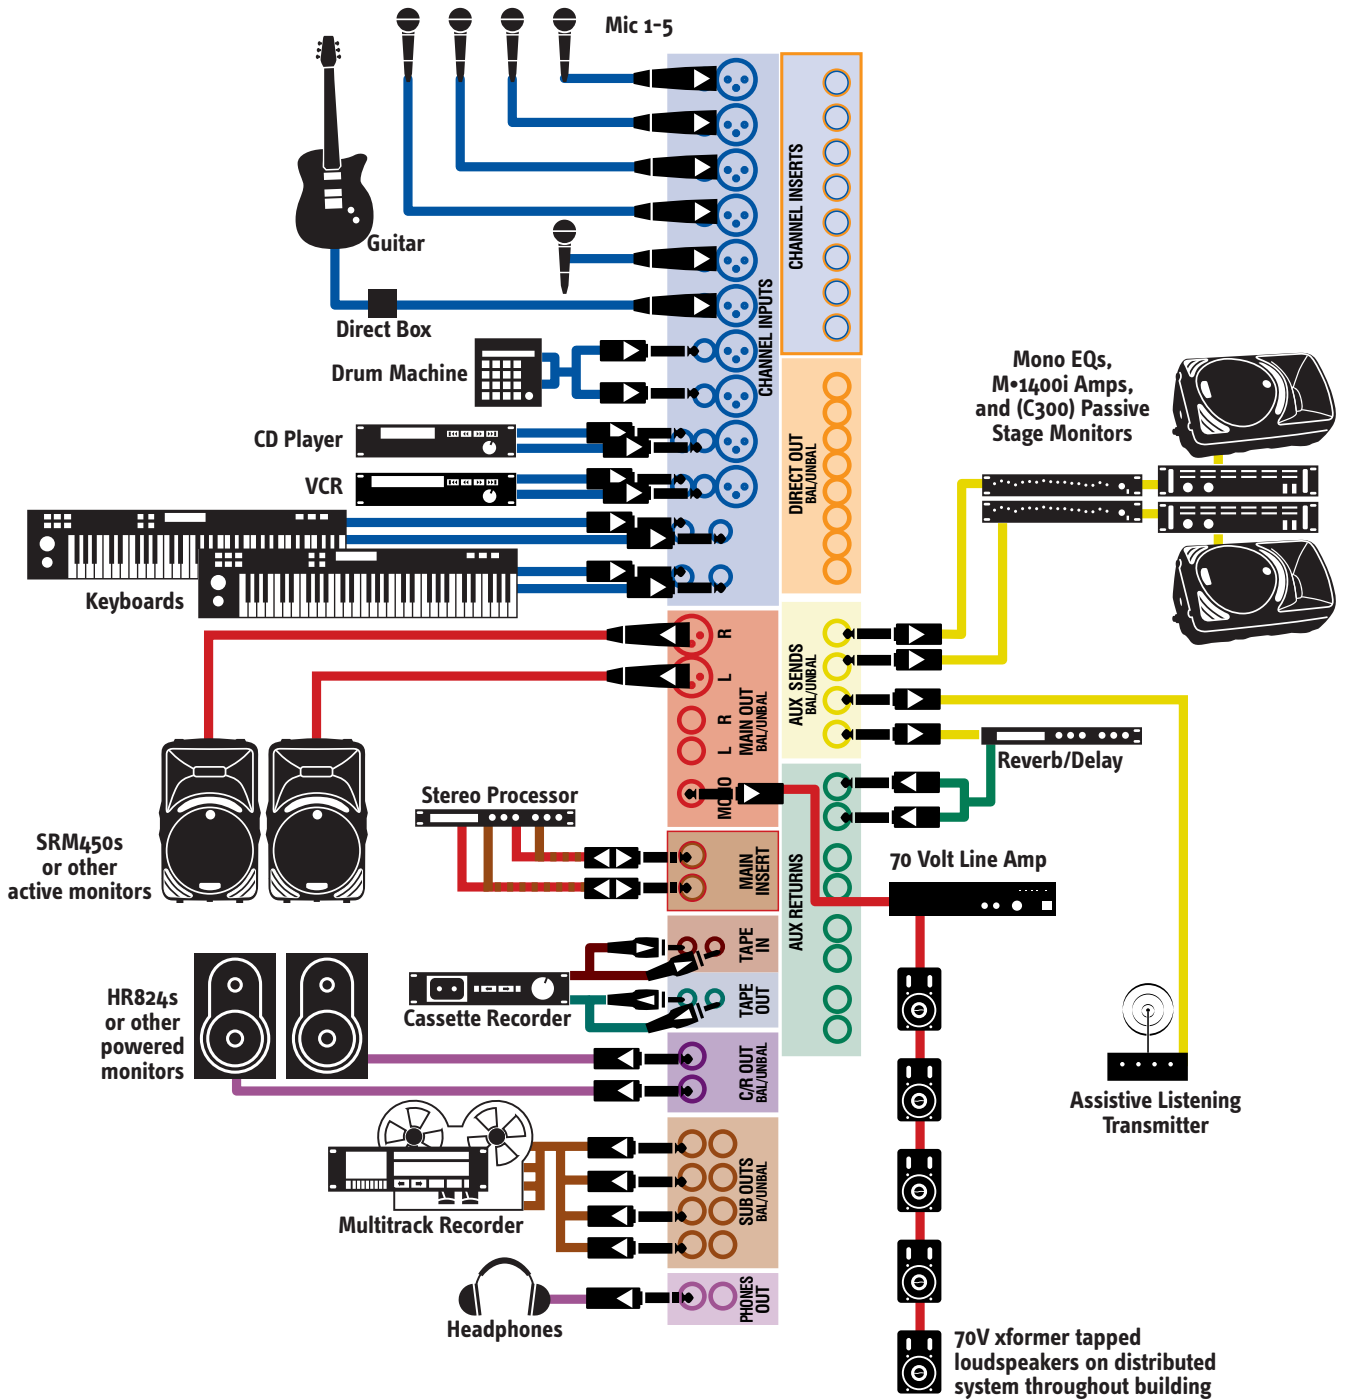 Mic 1-5
Guitar
Direct Box
Drum Machine
CD Player
VCR
Keyboards
CHANNEL INPUTS
CHANNEL INSERTS
DIRECT OUT
BAL/UNBAL
Mono EQs,
M•1400i Amps,
and (C300) Passive
Stage Monitors
AUX SENDS
BAL/UNBAL
R
L
R
L
MONO
MAIN OUT
BAL/UNBAL
Reverb/Delay
SRM450s
or other
active monitors
Stereo Processor
MAIN
INSERT
AUX RETURNS
70 Volt Line Amp
TAPE
IN
TAPE
OUT
Cassette Recorder
HR824s
or other
powered
monitors
C/R OUT
BAL/UNBAL
Assistive Listening
Transmitter
Multitrack Recorder
SUB OUTS
BAL/UNBAL
Headphones
PHONES
OUT
70V xformer tapped
loudspeakers on distributed
system throughout building